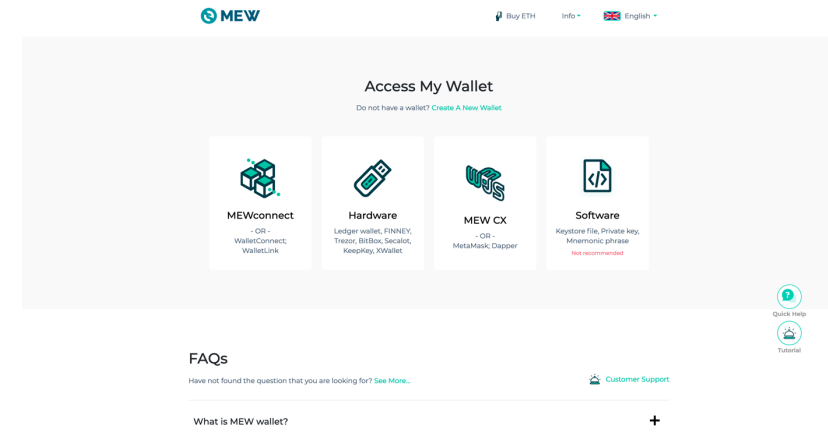 MEW
Buy ETH
Info
English
Access My Wallet
Do not have a wallet? Create A New Wallet
MEWconnect
- OR -
WalletConnect;
WalletLink
Hardware
Ledger wallet, FINNEY,
Trezor, BitBox, Secalot,
KeepKey, XWallet
MEW CX
- OR -
MetaMask; Dapper
Software
Keystore file, Private key,
Mnemonic phrase
Not recommended
Quick Help
Tutorial
FAQs
Have not found the question that you are looking for? See More...
Customer Support
What is MEW wallet?